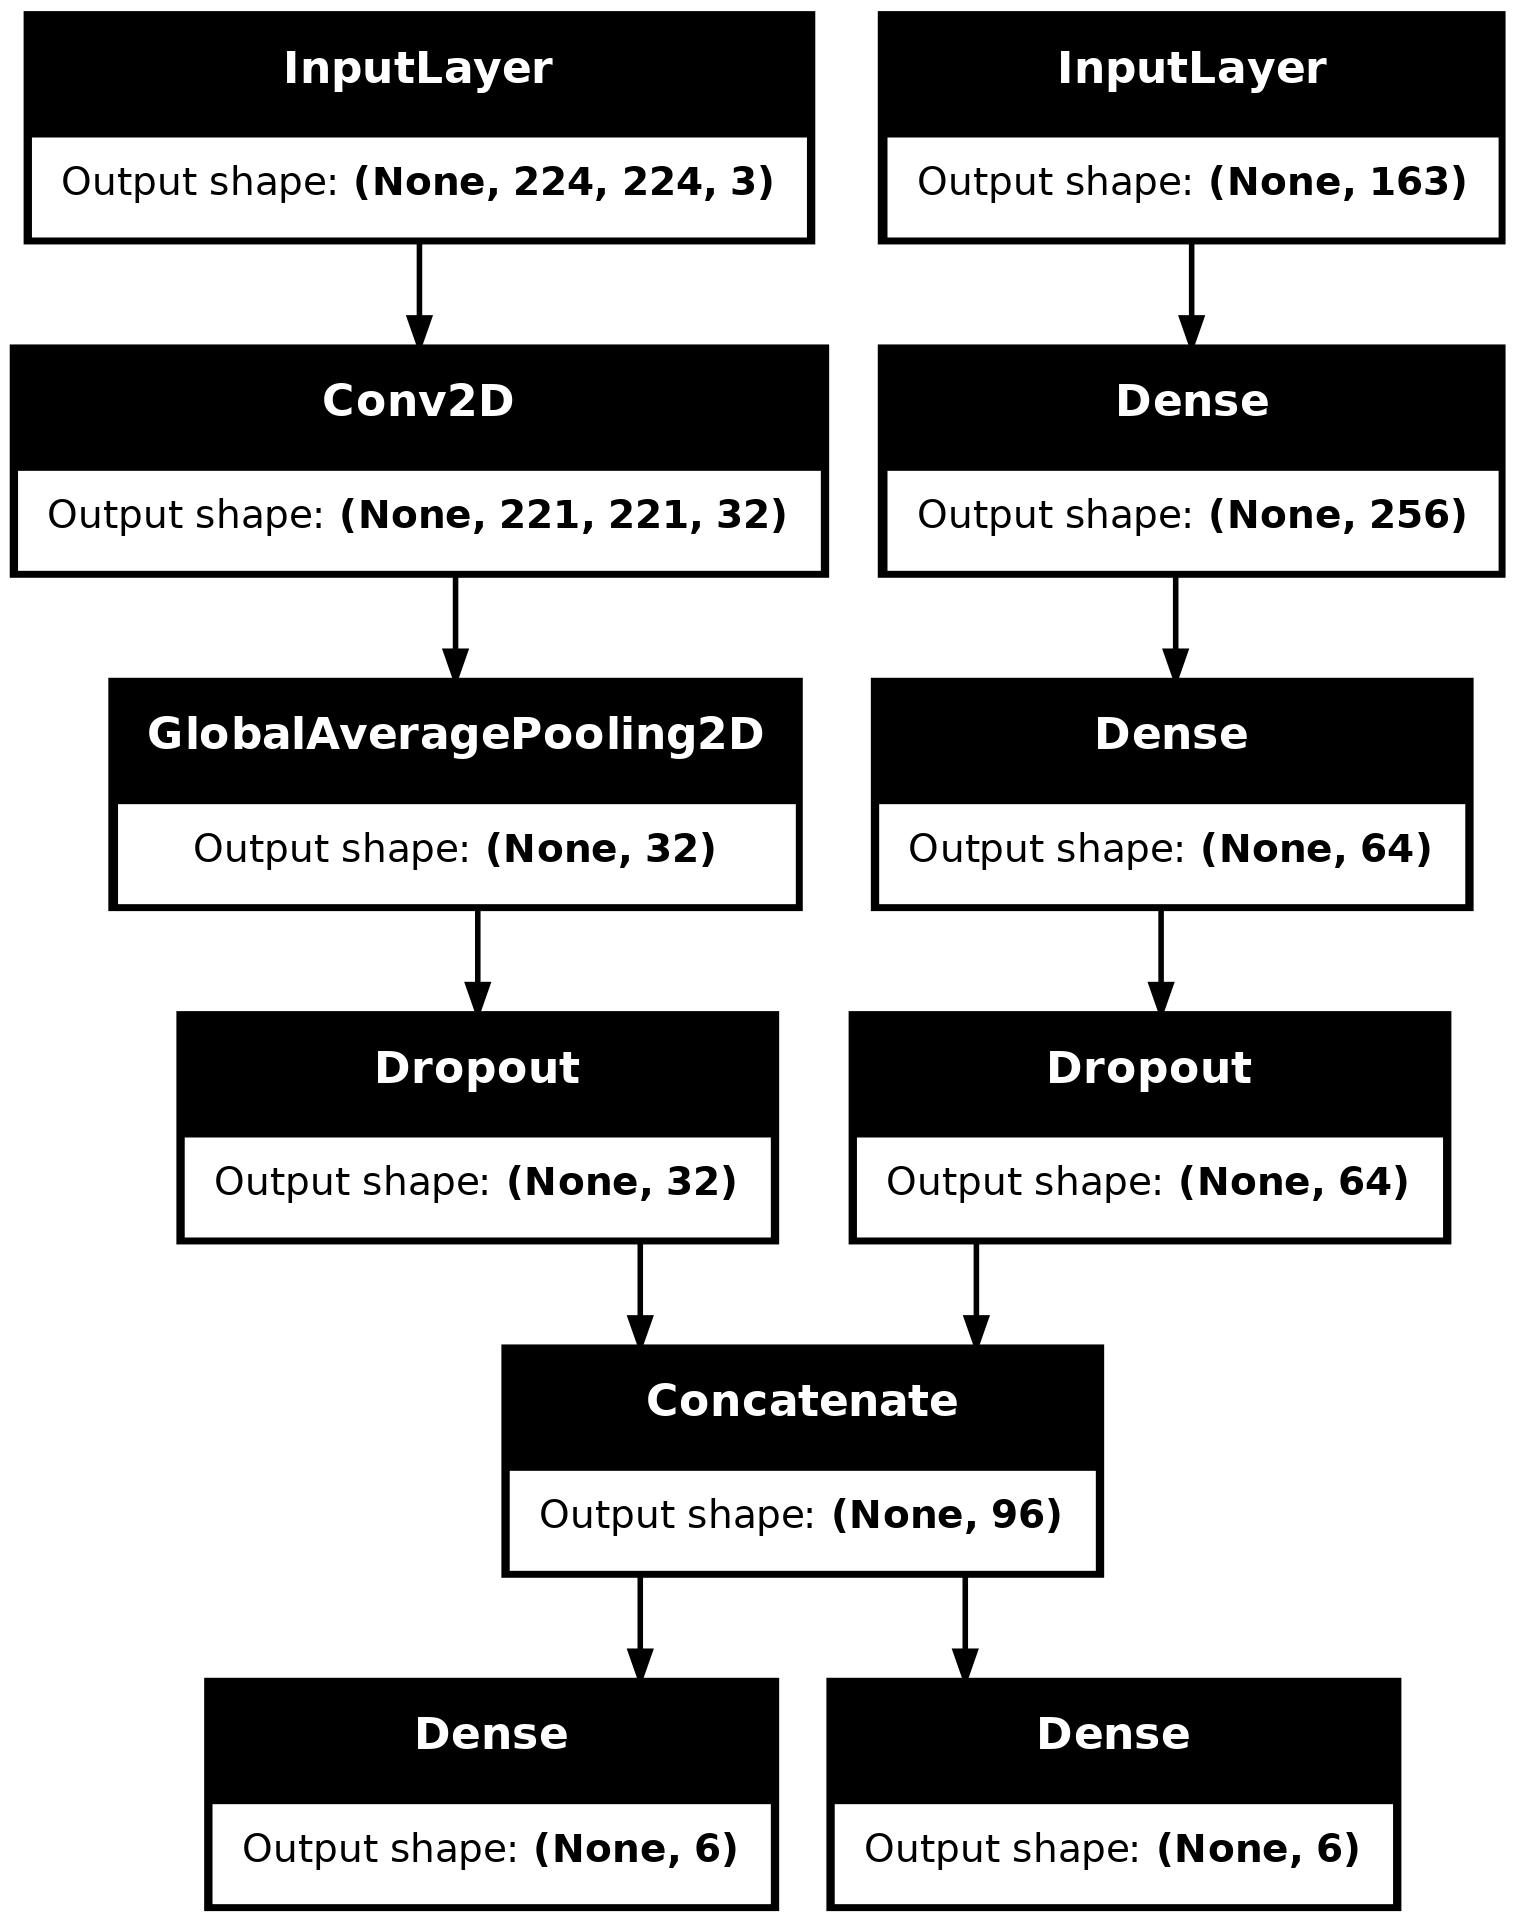 InputLayer
Output shape: (None, 224, 224, 3)
InputLayer
Output shape: (None, 163)
Conv2D
Output shape: (None, 221, 221, 32)
Dense
Output shape: (None, 256)
GlobalAveragePooling2D
Output shape: (None, 32)
Dense
Output shape: (None, 64)
Dropout
Output shape: (None, 32)
Dropout
Output shape: (None, 64)
Concatenate
Output shape: (None, 96)
Dense
Output shape: (None, 6)
Dense
Output shape: (None, 6)